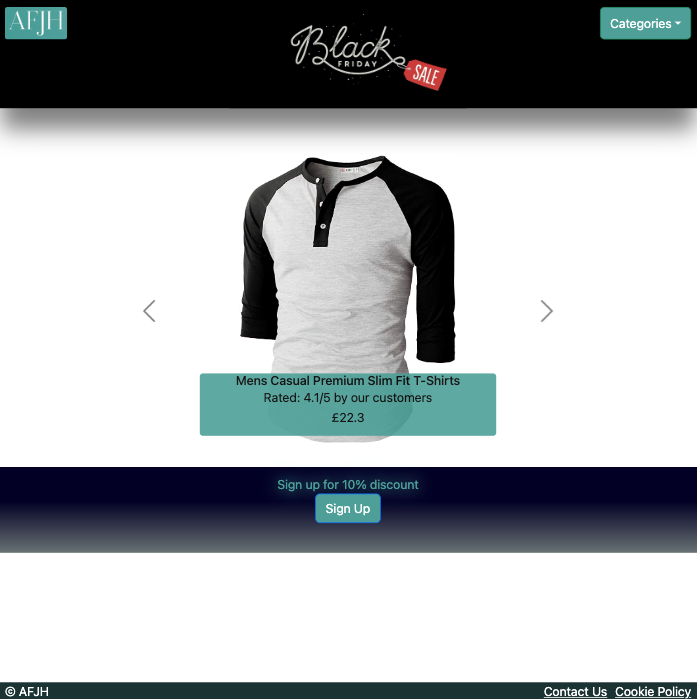 AFJH
Black
FRIDAY
SALE
Categories
Mens Casual Premium Slim Fit T-Shirts
Rated: 4.1/5 by our customers
£22.3
Sign up for 10% discount
Sign Up
© AFJH
Contact Us Cookie Policy